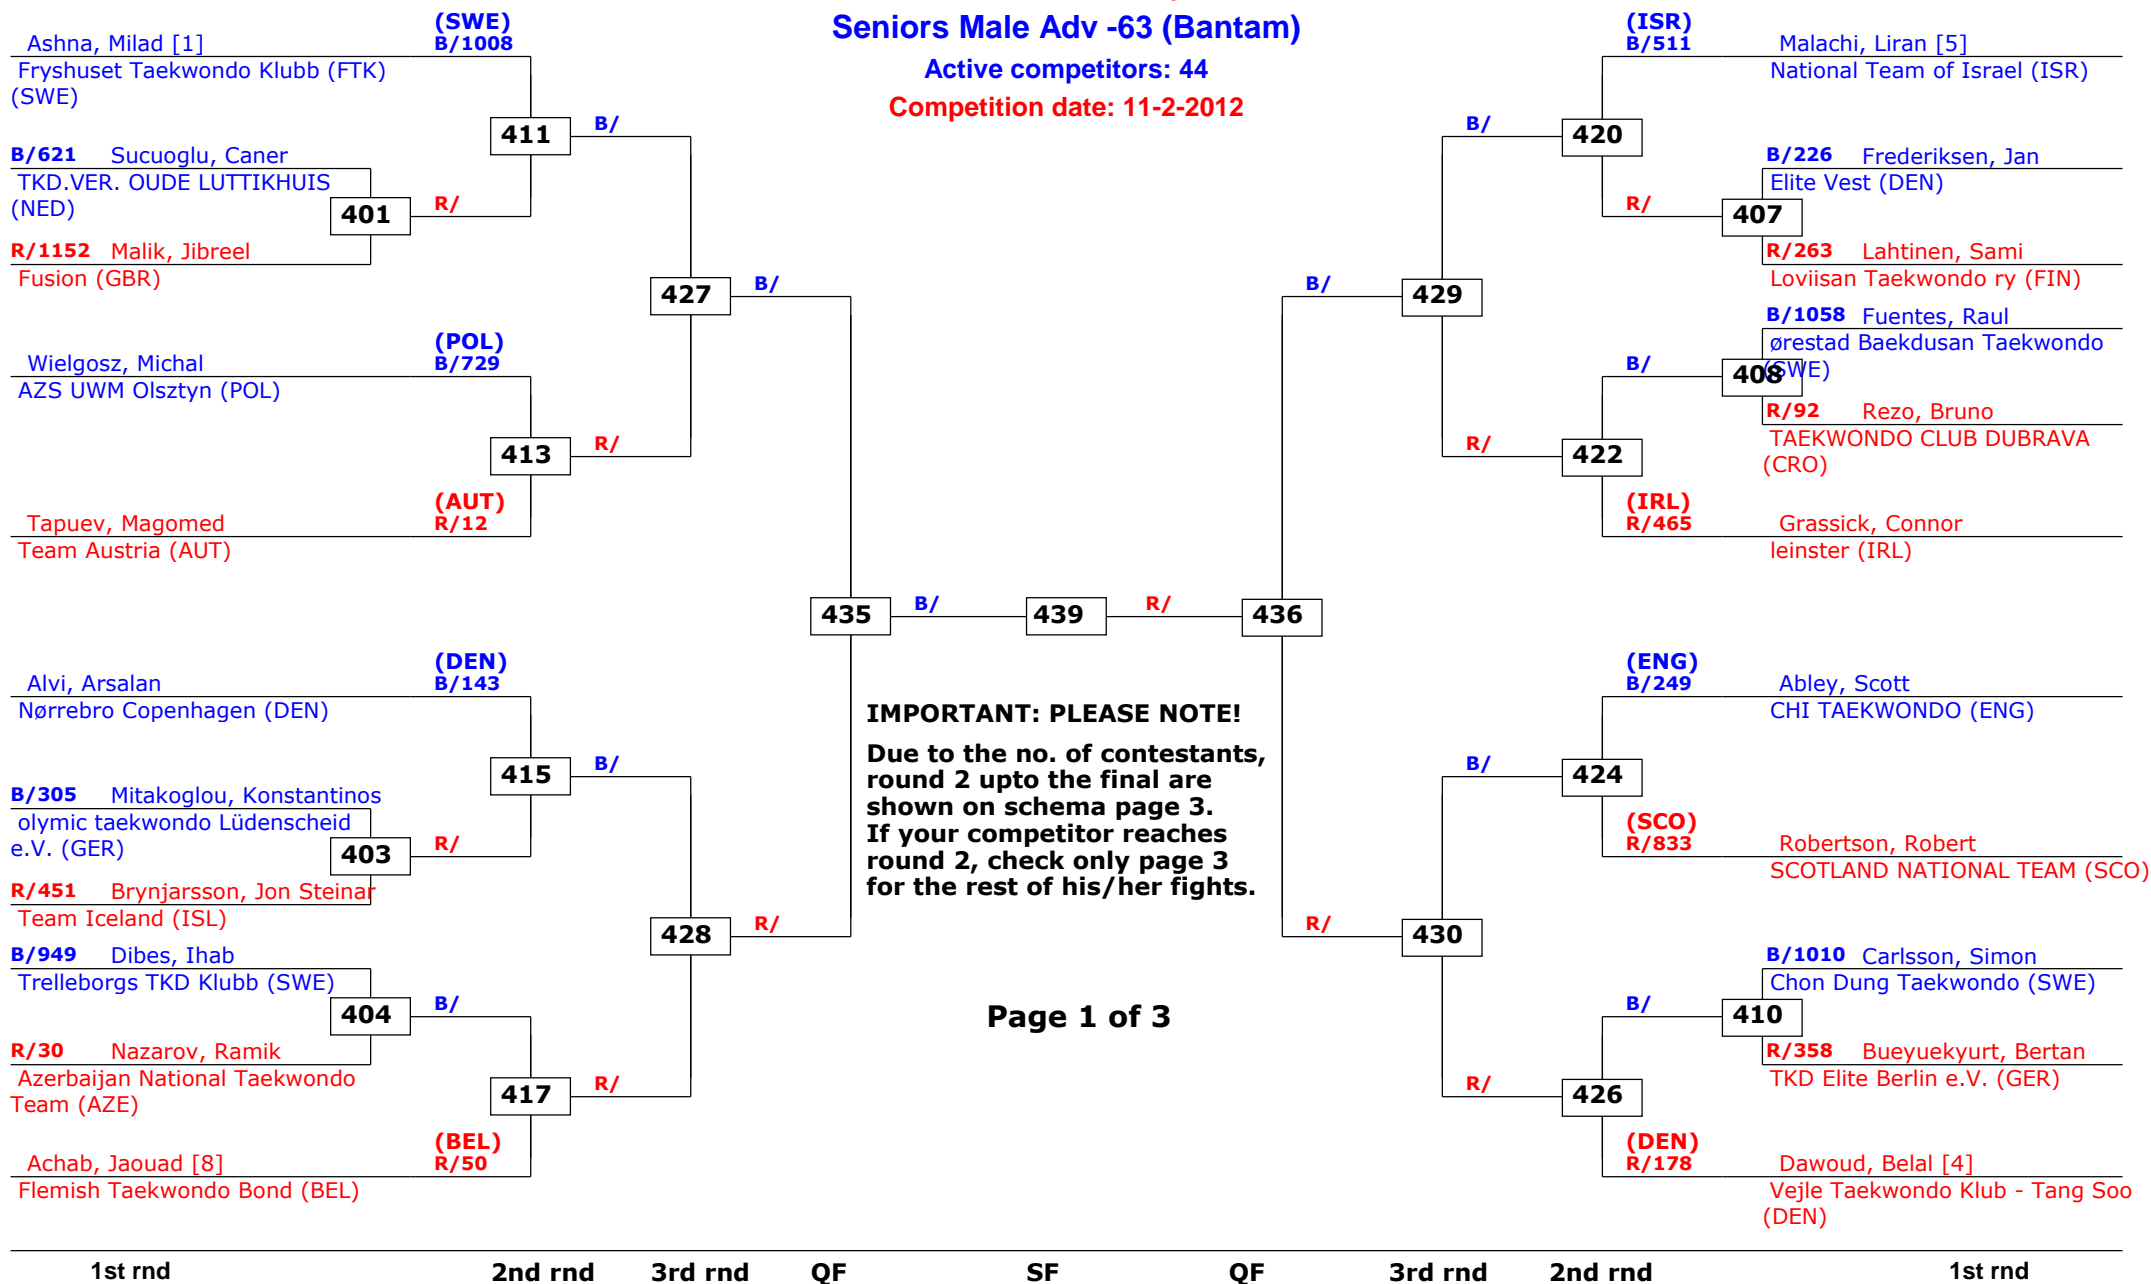 Seniors Male Adv -63 (Bantam)
Active competitors: 44
Competition date: 11-2-2012
(SWE)
Ashna, Milad [1] B/1008
Fryshuset Taekwondo Klubb (FTK)
(SWE)
411
B/
B/621 Sucuoglu, Caner
TKD.VER. OUDE LUTTIKHUIS
(NED)
401
R/
R/1152 Malik, Jibreel
Fusion (GBR)
427
B/
(POL)
Wielgosz, Michal B/729
AZS UWM Olsztyn (POL)
413
R/
(AUT)
Tapuev, Magomed R/12
Team Austria (AUT)
435
B/
439
R/
436
(DEN)
Alvi, Arsalan B/143
Nørrebro Copenhagen (DEN)
415
B/
B/305 Mitakoglou, Konstantinos
olymic taekwondo Lüdenscheid
e.V. (GER)
403
R/
R/451 Brynjarsson, Jon Steinar
Team Iceland (ISL)
428
R/
B/949 Dibes, Ihab
Trelleborgs TKD Klubb (SWE)
404
B/
R/30 Nazarov, Ramik
Azerbaijan National Taekwondo
Team (AZE)
417
R/
(BEL)
Achab, Jaouad [8] R/50
Flemish Taekwondo Bond (BEL)
IMPORTANT: PLEASE NOTE!
Due to the no. of contestants,
round 2 upto the final are
shown on schema page 3.
If your competitor reaches
round 2, check only page 3
for the rest of his/her fights.
Page 1 of 3
(ISR)
B/511 Malachi, Liran [5]
National Team of Israel (ISR)
B/
420
B/226 Frederiksen, Jan
Elite Vest (DEN)
R/
407
R/263 Lahtinen, Sami
Loviisan Taekwondo ry (FIN)
B/
429
B/1058 Fuentes, Raul
ørestad Baekdusan Taekwondo
(SWE)
B/
408
R/92 Rezo, Bruno
TAEKWONDO CLUB DUBRAVA
(CRO)
R/
422
(IRL)
R/465 Grassick, Connor
leinster (IRL)
(ENG)
B/249 Abley, Scott
CHI TAEKWONDO (ENG)
B/
424
(SCO)
R/833 Robertson, Robert
SCOTLAND NATIONAL TEAM (SCO)
R/
430
B/1010 Carlsson, Simon
Chon Dung Taekwondo (SWE)
B/
410
R/358 Bueyuekyurt, Bertan
TKD Elite Berlin e.V. (GER)
R/
426
(DEN)
R/178 Dawoud, Belal [4]
Vejle Taekwondo Klub - Tang Soo
(DEN)
1st rnd 2nd rnd 3rd rnd QF SF QF 3rd rnd 2nd rnd 1st rnd